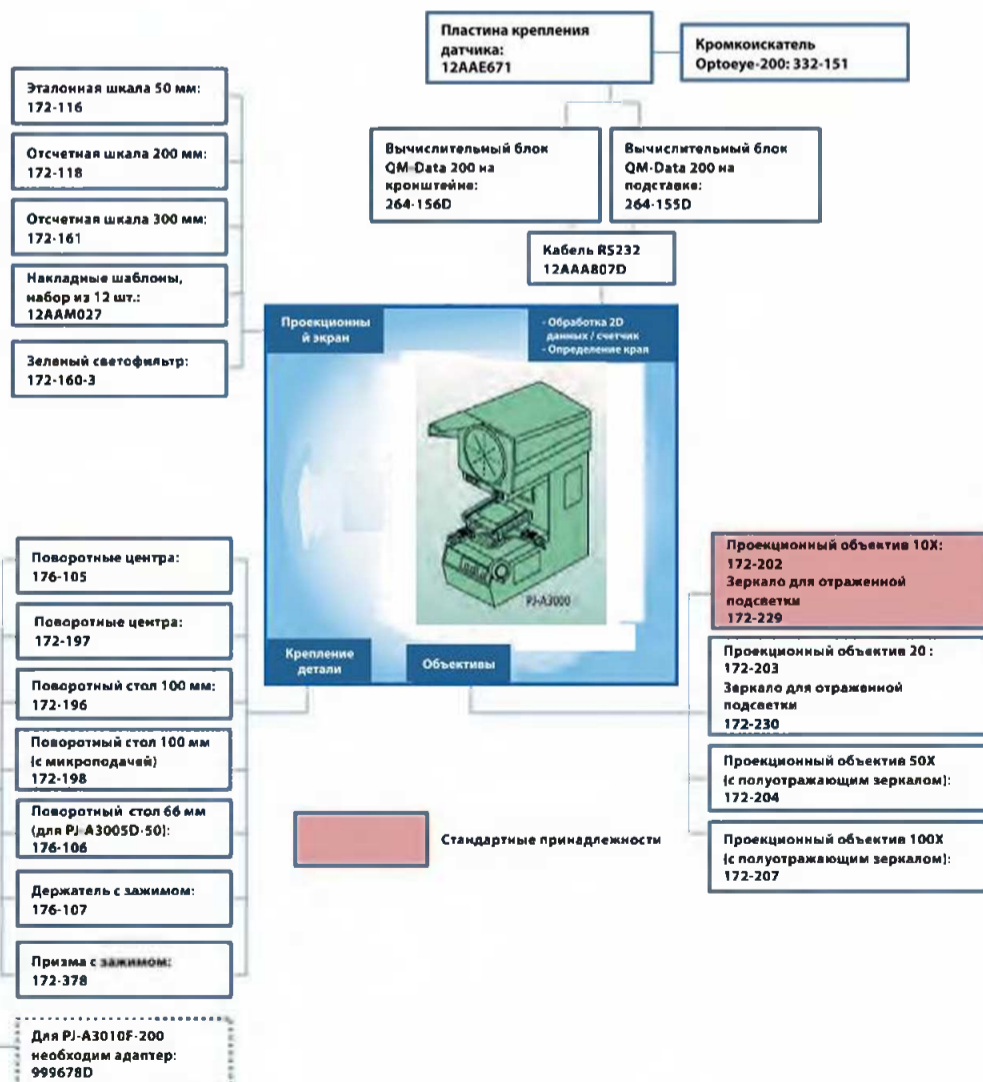 Пластина крепления
датчика:
12AAE671
Кромкоискатель
Optoeye-200: 332-151
Эталонная шкала 50 мм:
172-116
Отсчетная шкала 200 мм:
172-118
Отсчетная шкала 300 мм:
172-161
Накладные шаблоны,
набор из 12 шт.:
12AAM027
Зеленый светофильтр:
172-160-3
Вычислительный блок
QM-Data 200 на
кронштейне:
264-156D
Вычислительный блок
QM-Data 200 на
подставке:
264-155D
Кабель RS232
12AAA807D
Проекционны
й экран
- Обработка 2D
данных / счетчик
- Определение края
PJ-A3000
Крепление
детали
Объективы
Поворотные центра:
176-105
Поворотные центра:
172-197
Поворотный стол 100 мм:
172-196
Поворотный стол 100 мм
(с микроподачей)
172-198
Поворотный стол 66 мм
(для PJ-A3005D-50):
176-106
Держатель с зажимом:
176-107
Призма с зажимом:
172-378
Для PJ-A3010F-200
необходим адаптер:
999678D
Стандартные принадлежности
Проекционный объектив 10X:
172-202
Зеркало для отраженной
подсветки
172-229
Проекционный объектив 20 :
172-203
Зеркало для отраженной
подсветки
172-230
Проекционный объектив 50X
(с полуотражающим зеркалом):
172-204
Проекционный объектив 100X
(с полуотражающим зеркалом):
172-207